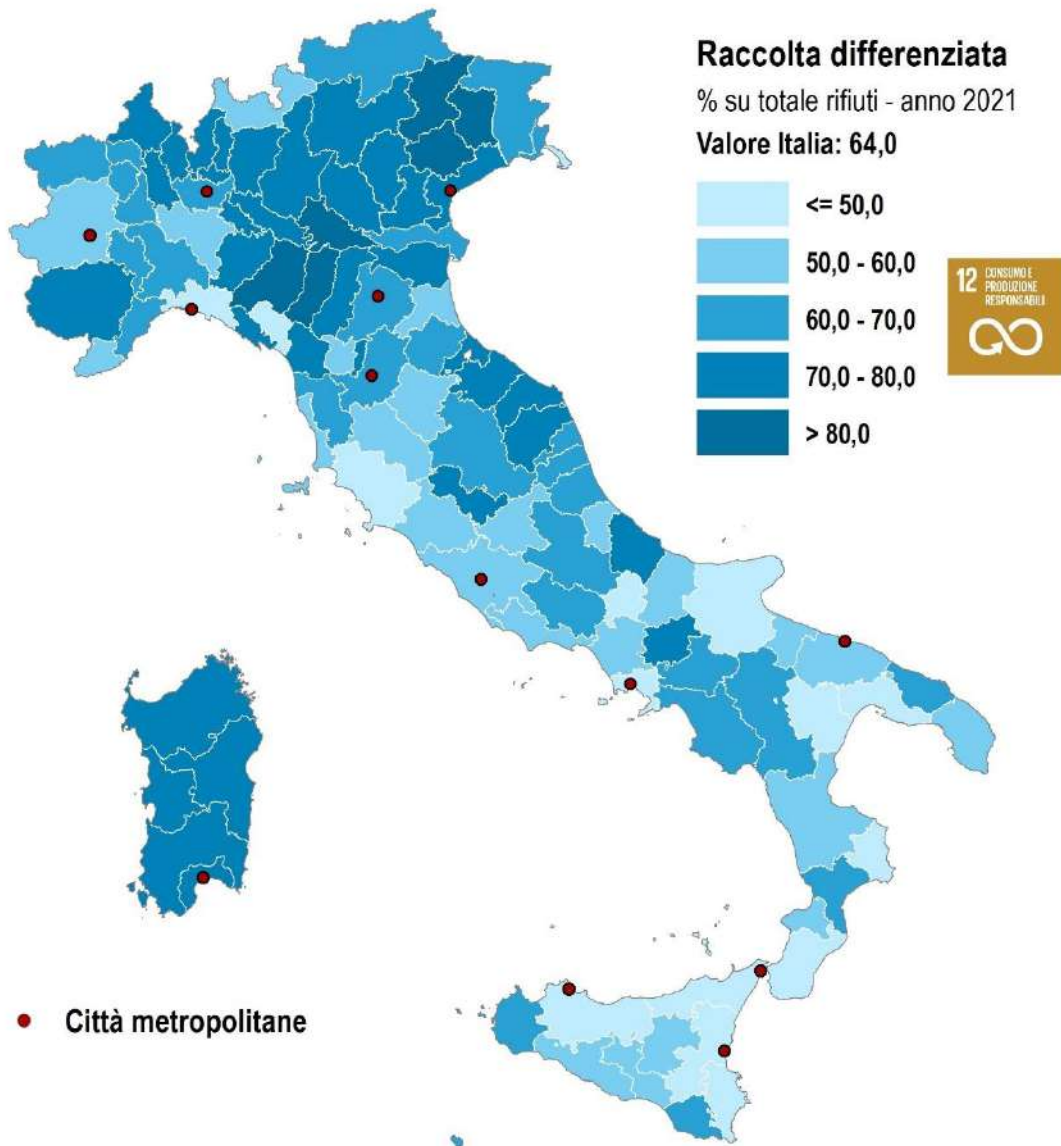 Raccolta differenziata
% su totale rifiuti - anno 2021
Valore Italia: 64,0
<= 50,0
50,0 - 60,0
60,0 - 70,0
70,0 - 80,0
> 80,0
12 CONSUMO E
PRODUZIONE
RESPONSABILI
Città metropolitane